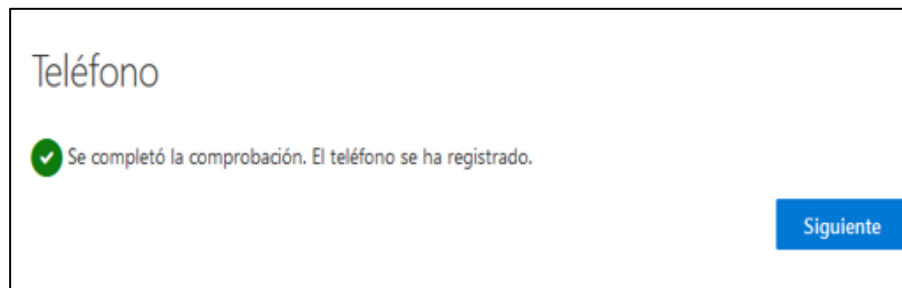 Teléfono
Se completó la comprobación. El teléfono se ha registrado.
Siguiente